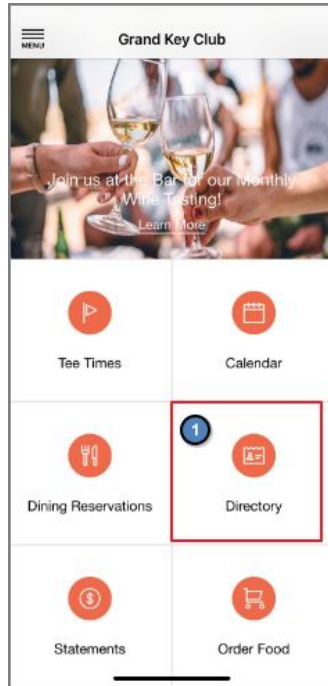 MENU
Grand Key Club
Join us at the Bar for our Monthly
Wine Tasting!
Learn More
Tee Times
Calendar
1
Dining Reservations
Directory
Statements
Order Food